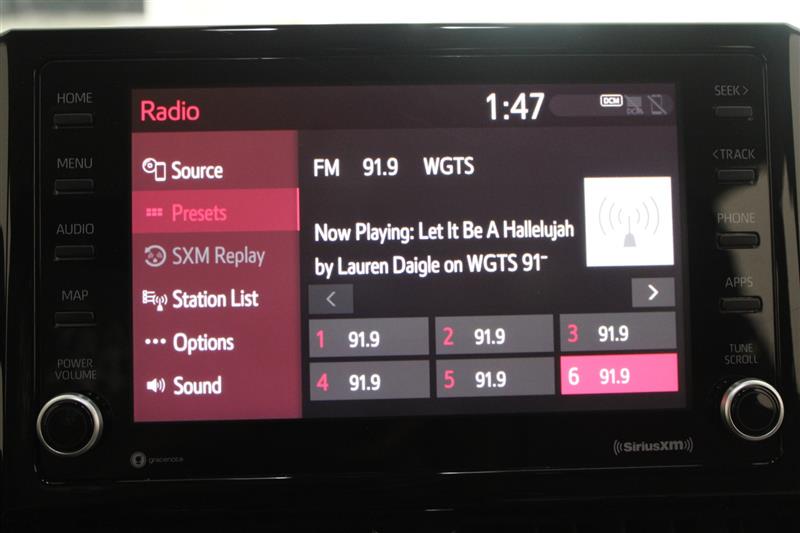 HOME
MENU
AUDIO
MAP
POWER
VOLUME
Radio
1:47
DCM
DCM
Source
Presets
SXM Replay
Station List
Options
Sound
FM 91.9 WGTS
Now Playing: Let It Be A Hallelujah
by Lauren Daigle on WGTS 91-
1 91.9
2 91.9
3 91.9
4 91.9
5 91.9
6 91.9
SEEK >
< TRACK
PHONE
APPS
TUNE
SCROLL
gracenote
SiriusXM